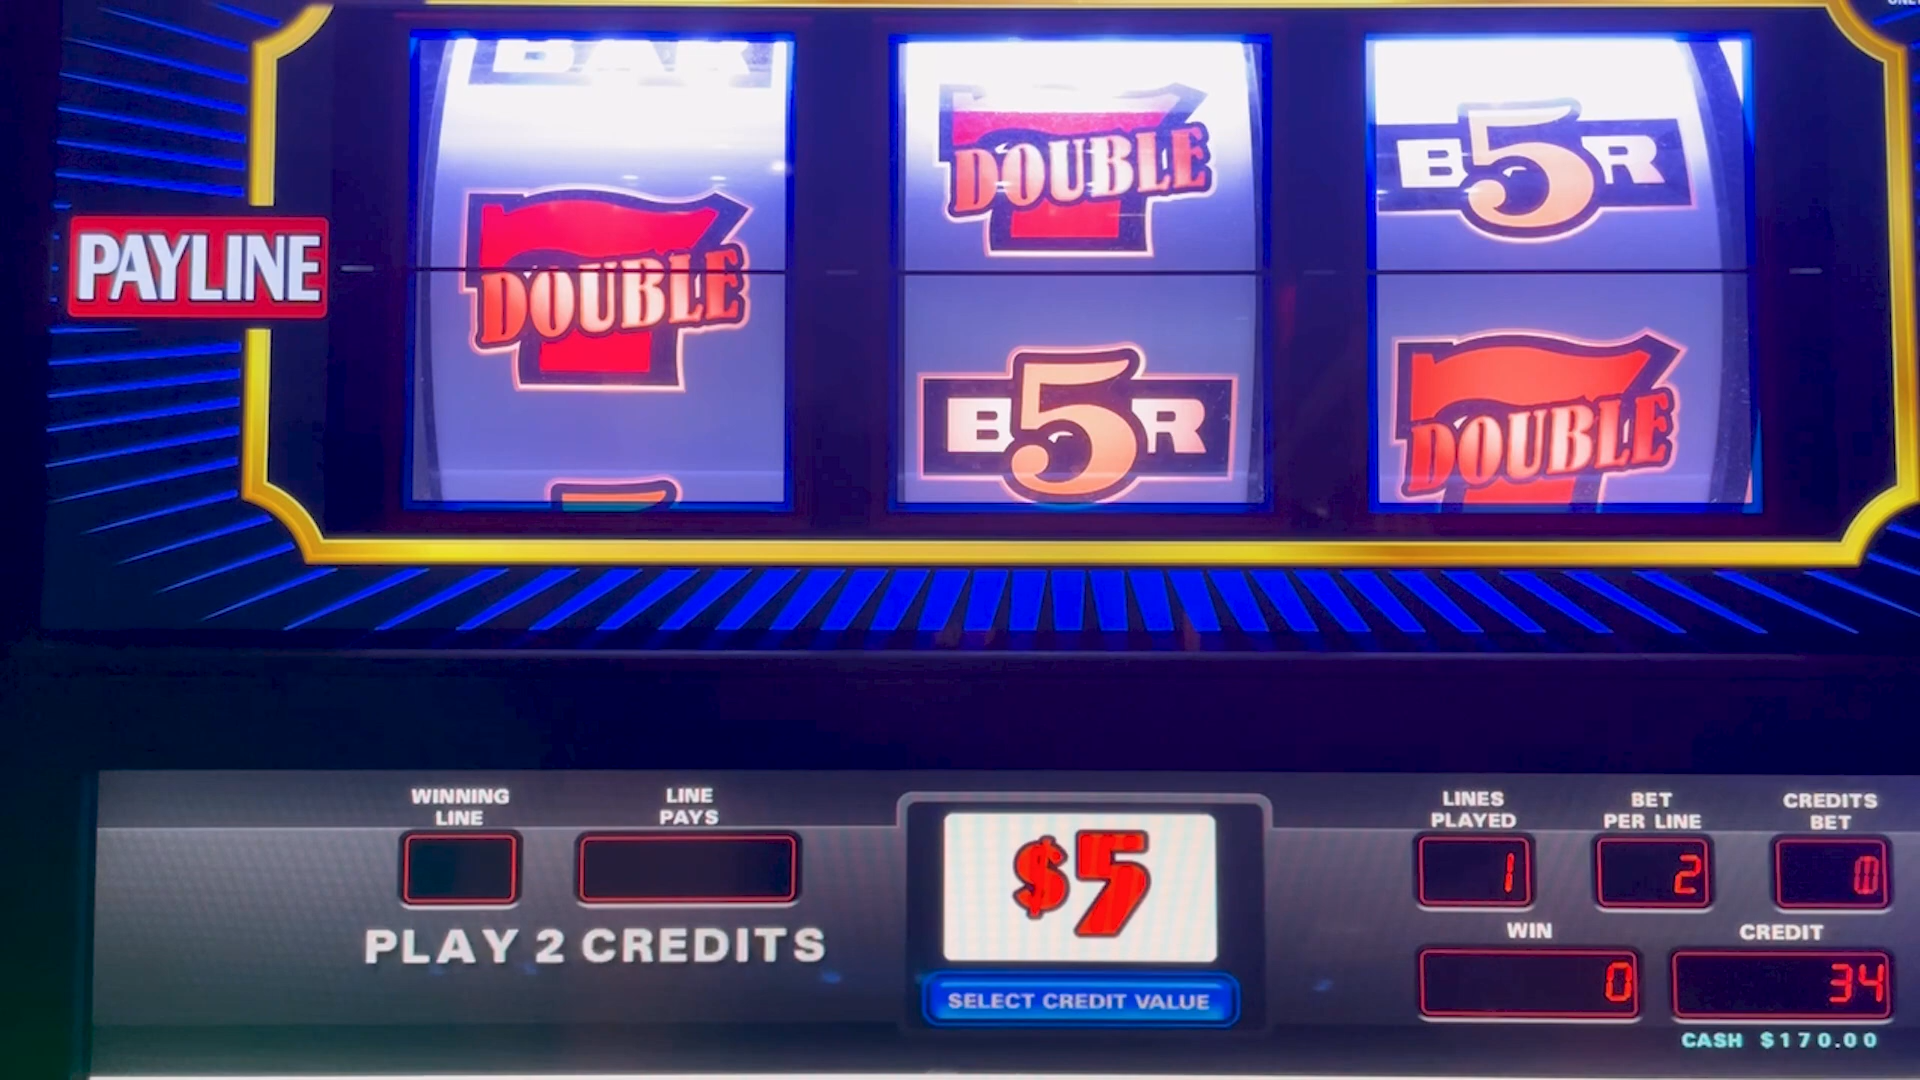 BAR
DOUBLE
B5R
PAYLINE
DOUBLE
B5R
DOUBLE
WINNING
LINE
LINE
PAYS
PLAY 2 CREDITS
$5
SELECT CREDIT VALUE
LINES
PLAYED
1
BET
PER LINE
2
CREDITS
BET
WIN
0
CREDIT
34
CASH $170.00